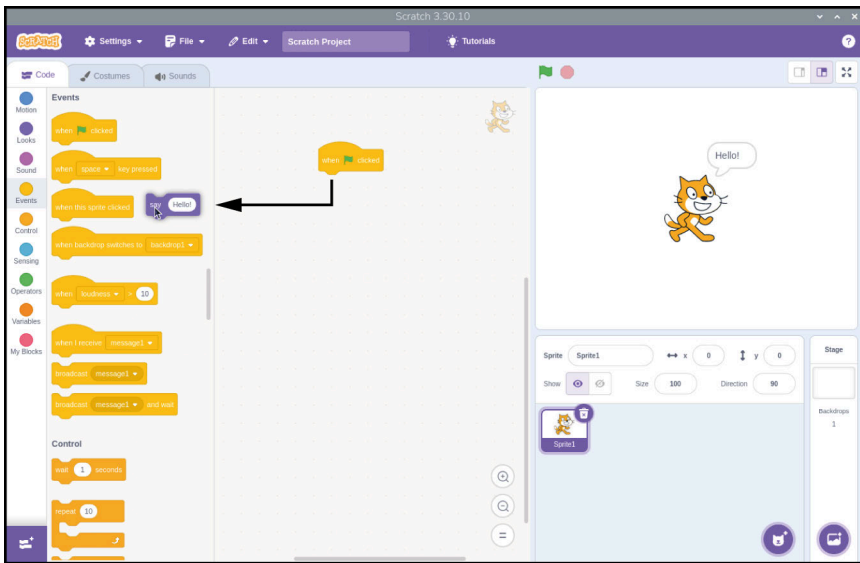 Scratch 3.30.10
SCRATCH Settings File Edit Scratch Project Tutorials ?
Code Costumes Sounds
Motion
Looks
Sound
Events
Control
Sensing
Operators
Variables
My Blocks
Events
when clicked
when space key pressed
when this sprite clicked
say Hello!
when backdrop switches to backdrop1
when loudness > 10
when I receive message1
broadcast message1
broadcast message1 and wait
Control
wait 1 seconds
repeat 10
when clicked
Hello!
Sprite Sprite1 x 0 y 0
Show Size 100 Direction 90
Sprite1
Stage
Backdrops
1